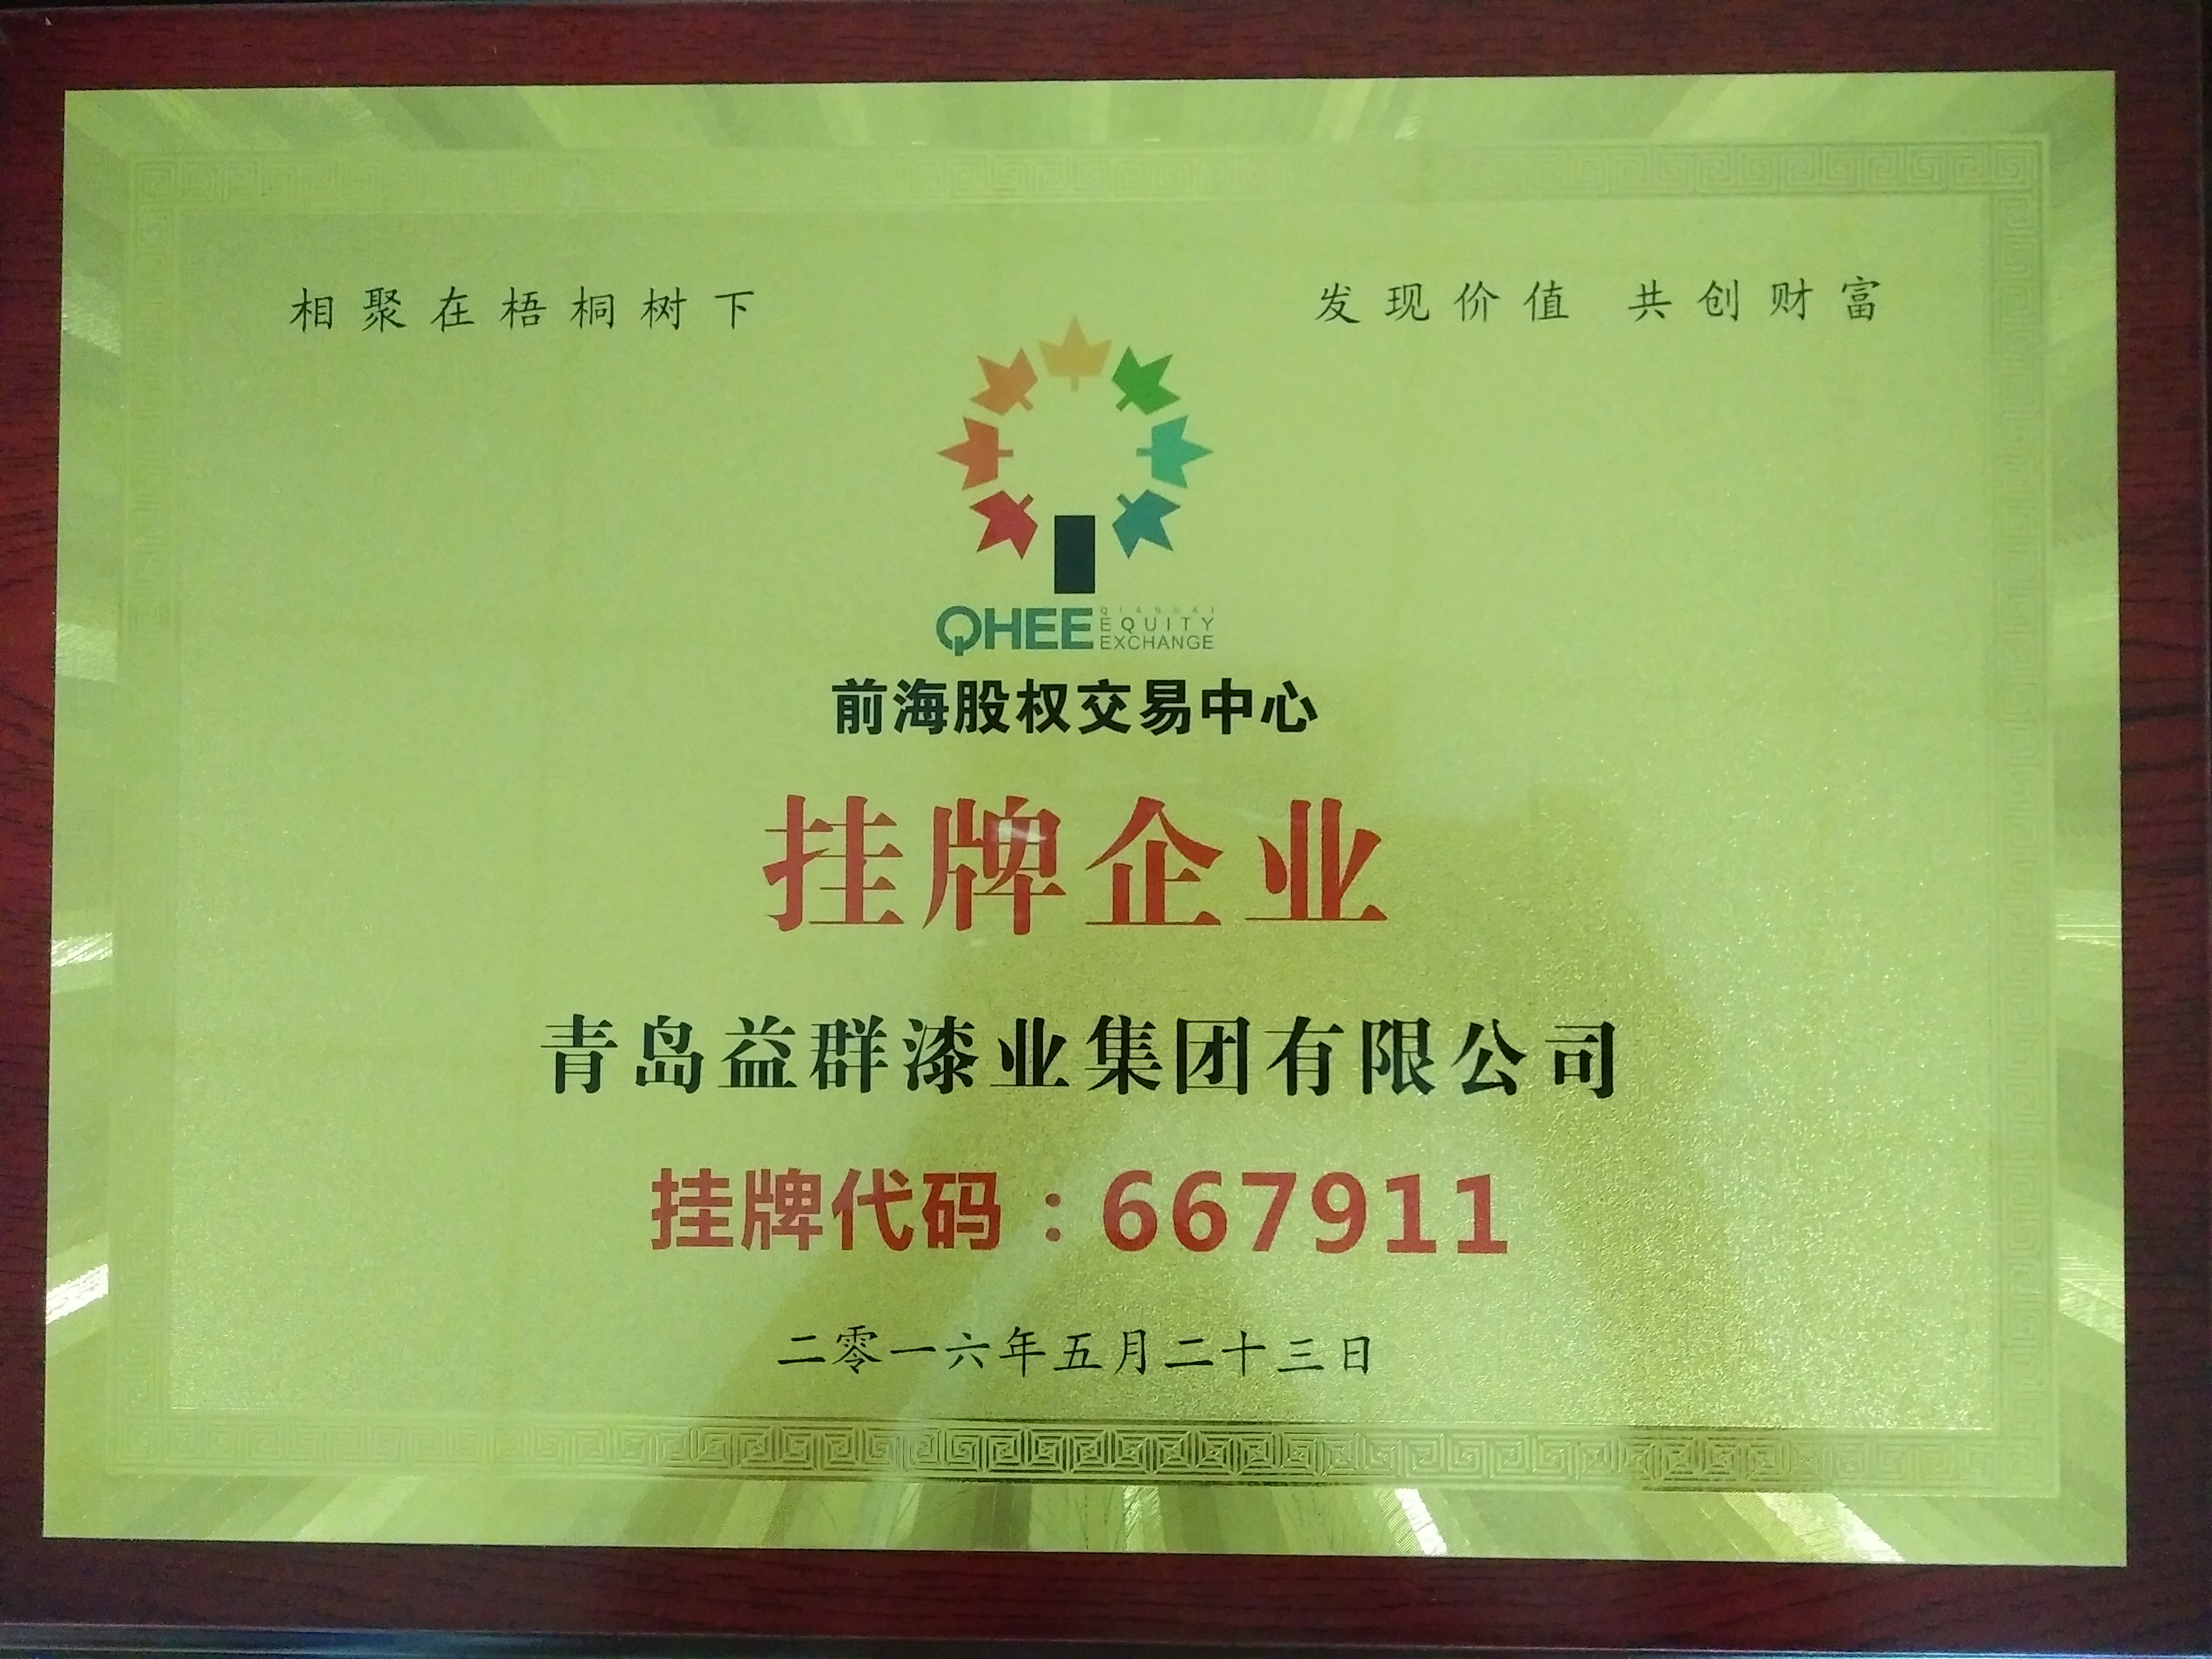 相聚在梧桐树下
发现价值 共创财富
QHEE
QIANHAI
EQUITY
EXCHANGE
前海股权交易中心
挂牌企业
青岛益群漆业集团有限公司
挂牌代码：667911
二零一六年五月二十三日